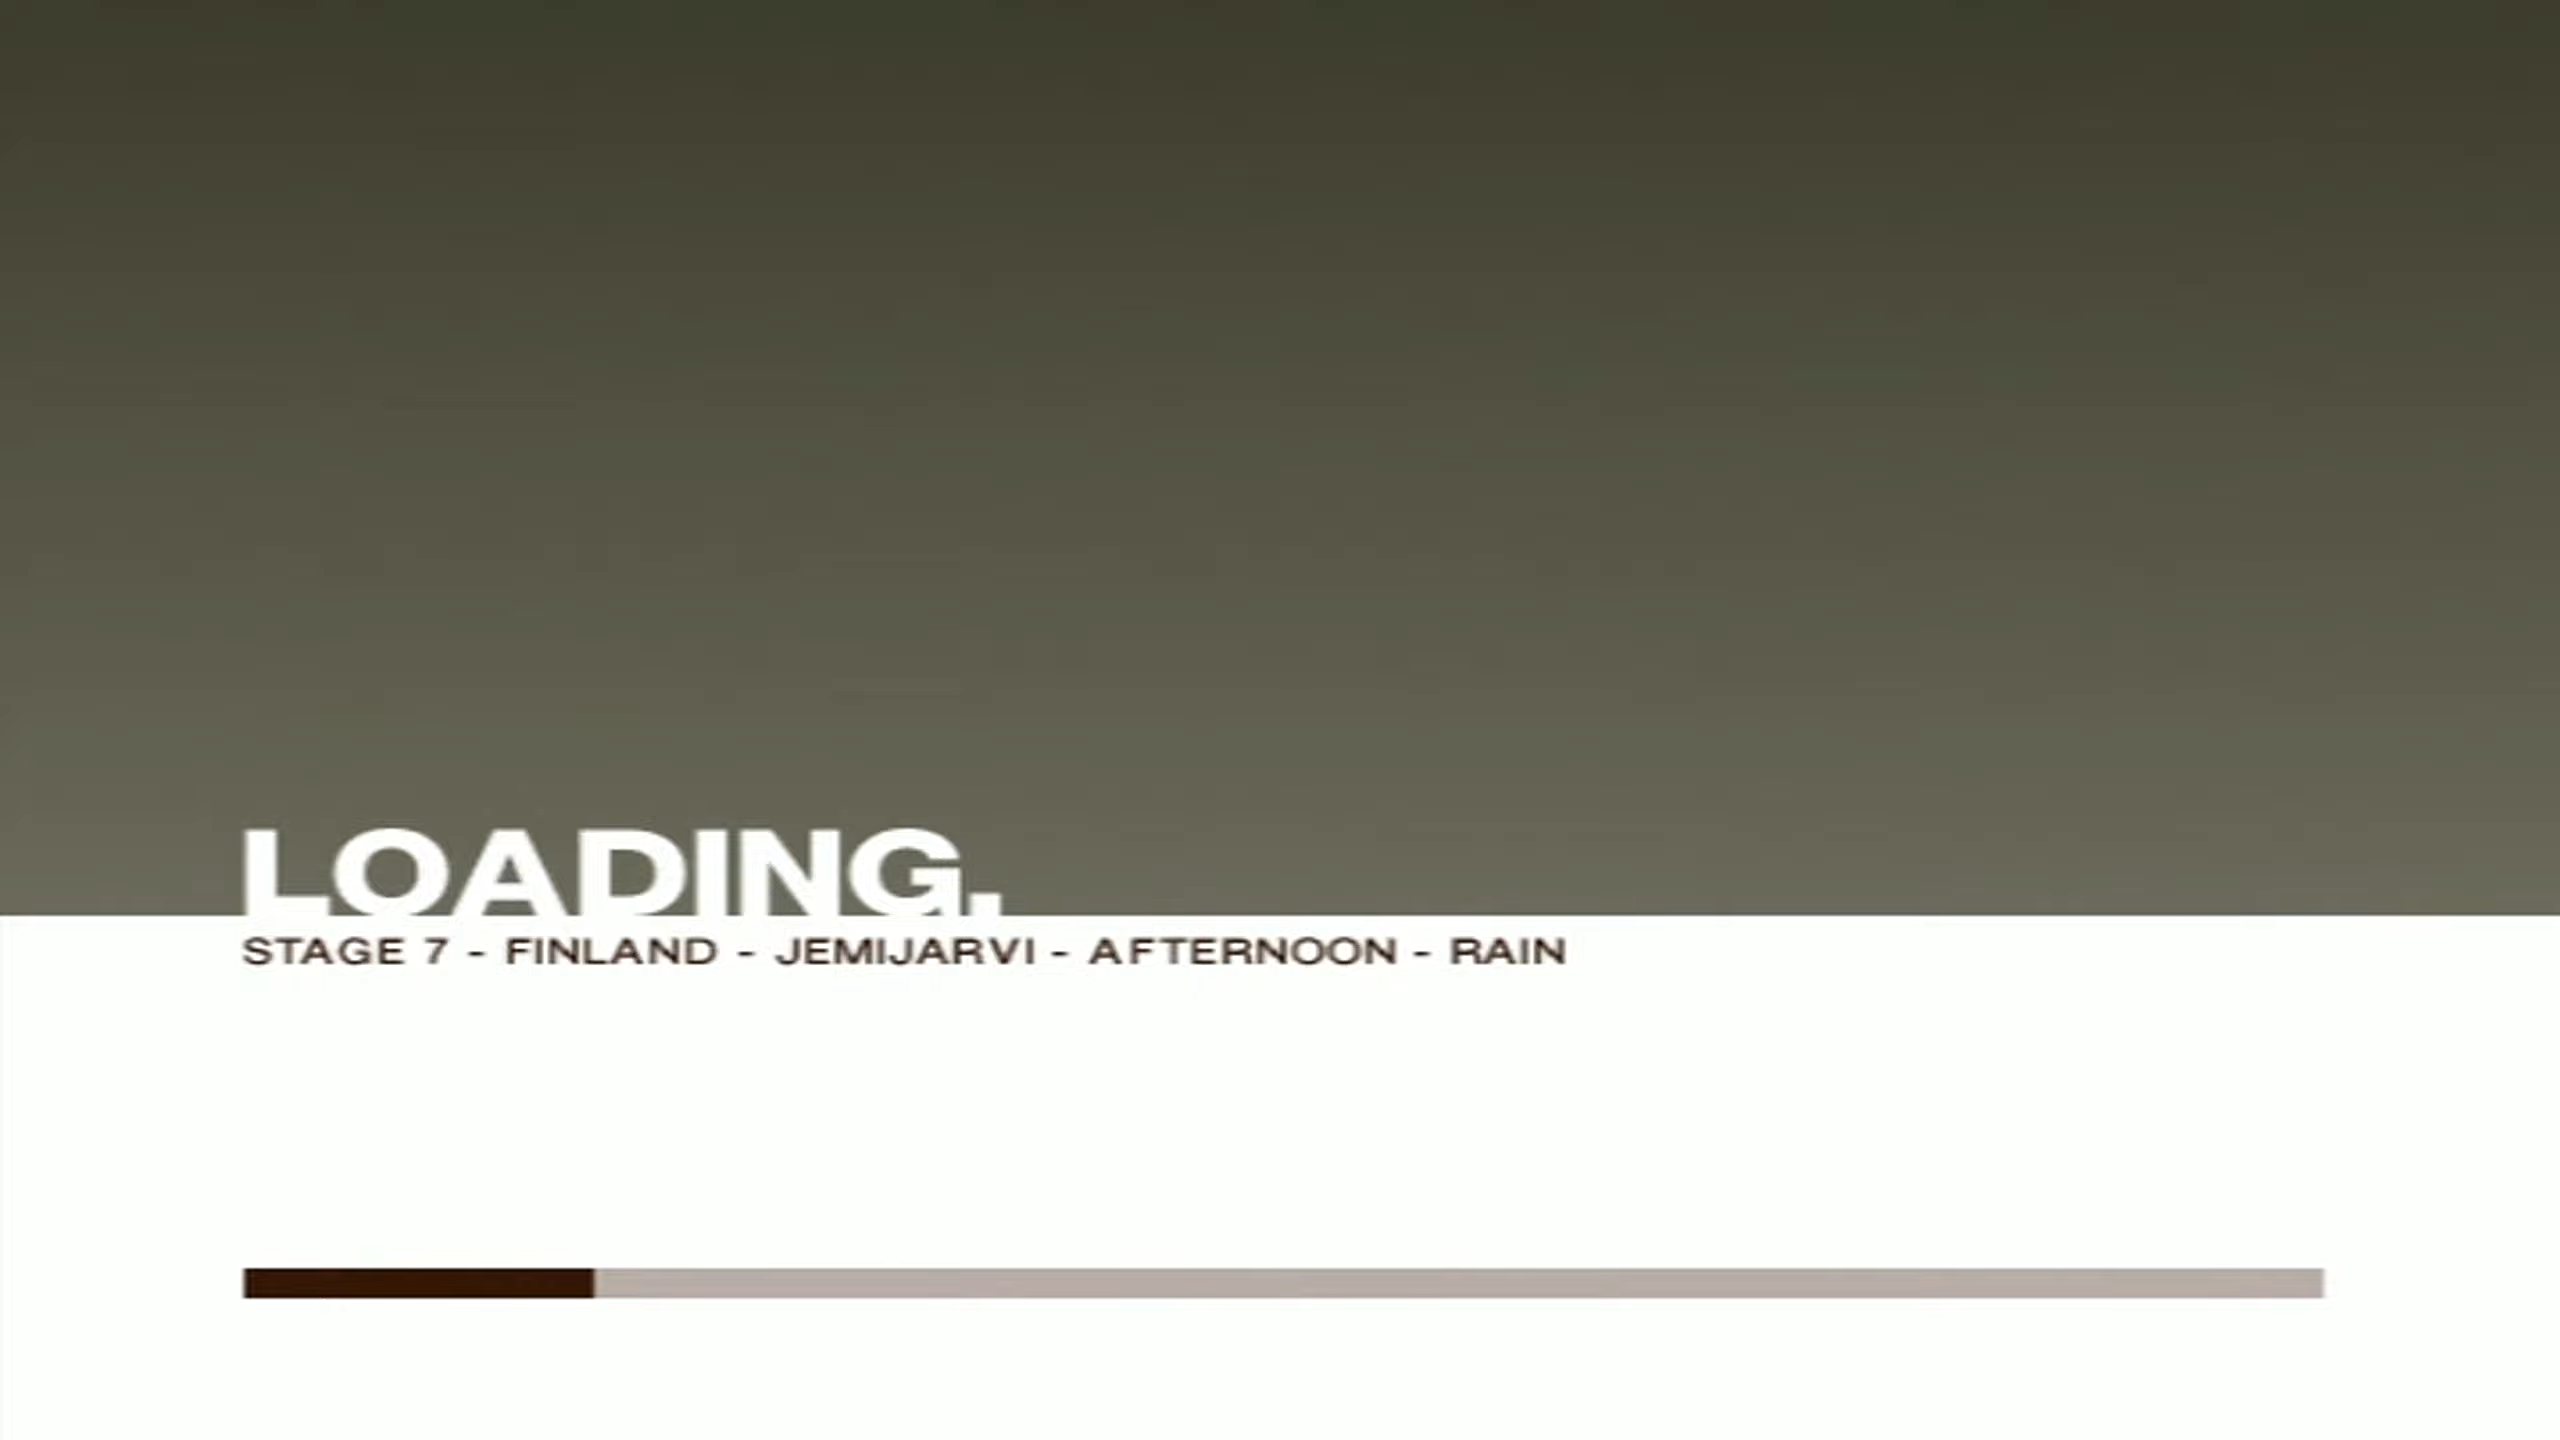 LOADING.
STAGE 7 - FINLAND - JEMIJARVI - AFTERNOON - RAIN